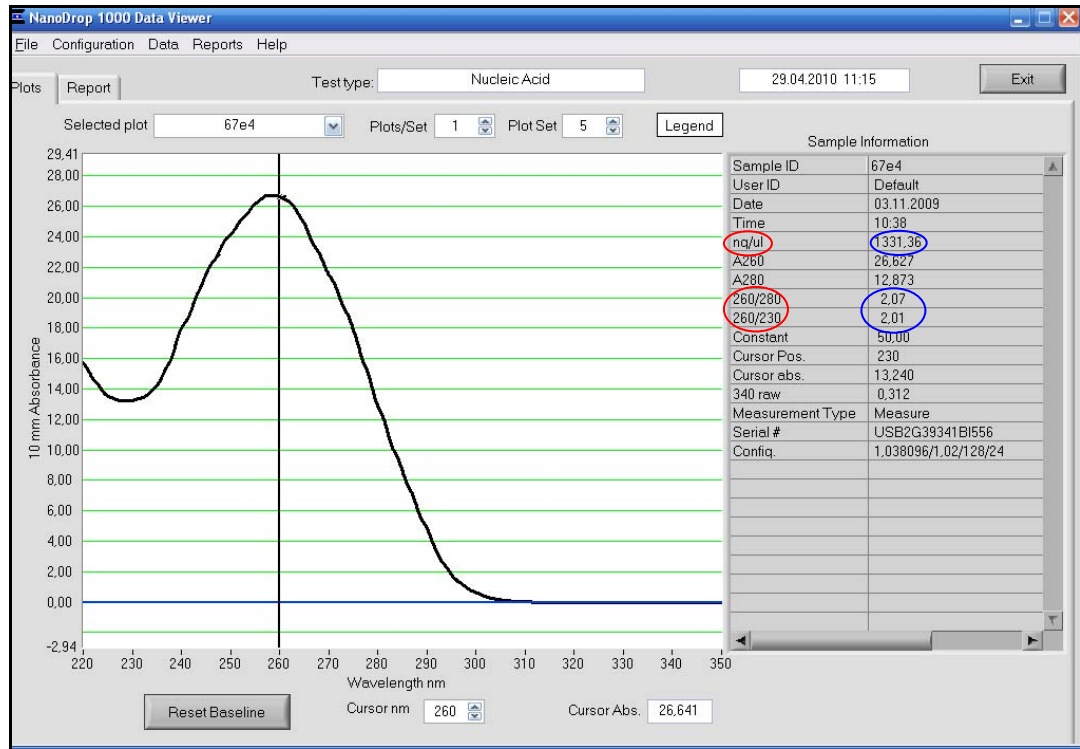 NanoDrop 1000 Data Viewer
File Configuration Data Reports Help
Plots Report Test type: Nucleic Acid 29.04.2010 11:15 Exit
Selected plot 67e4 Plots/Set 1 Plot Set 5 Legend
Sample Information
Sample ID 67e4
User ID Default
Date 03.11.2009
Time 10:38
ng/ul 1331,36
A260 26,627
A280 12,873
260/280 2,07
260/230 2,01
Constant 50,00
Cursor Pos. 230
Cursor abs. 13,240
340 raw 0,312
Measurement Type Measure
Serial # USB2G39341BI556
Config. 1,038096/1,02/128/24
10 mm Absorbance
29,41
28,00
26,00
24,00
22,00
20,00
18,00
16,00
14,00
12,00
10,00
8,00
6,00
4,00
2,00
0,00
-2,94
220 230 240 250 260 270 280 290 300 310 320 330 340 350
Wavelength nm
Reset Baseline Cursor nm 260 Cursor Abs. 26,641